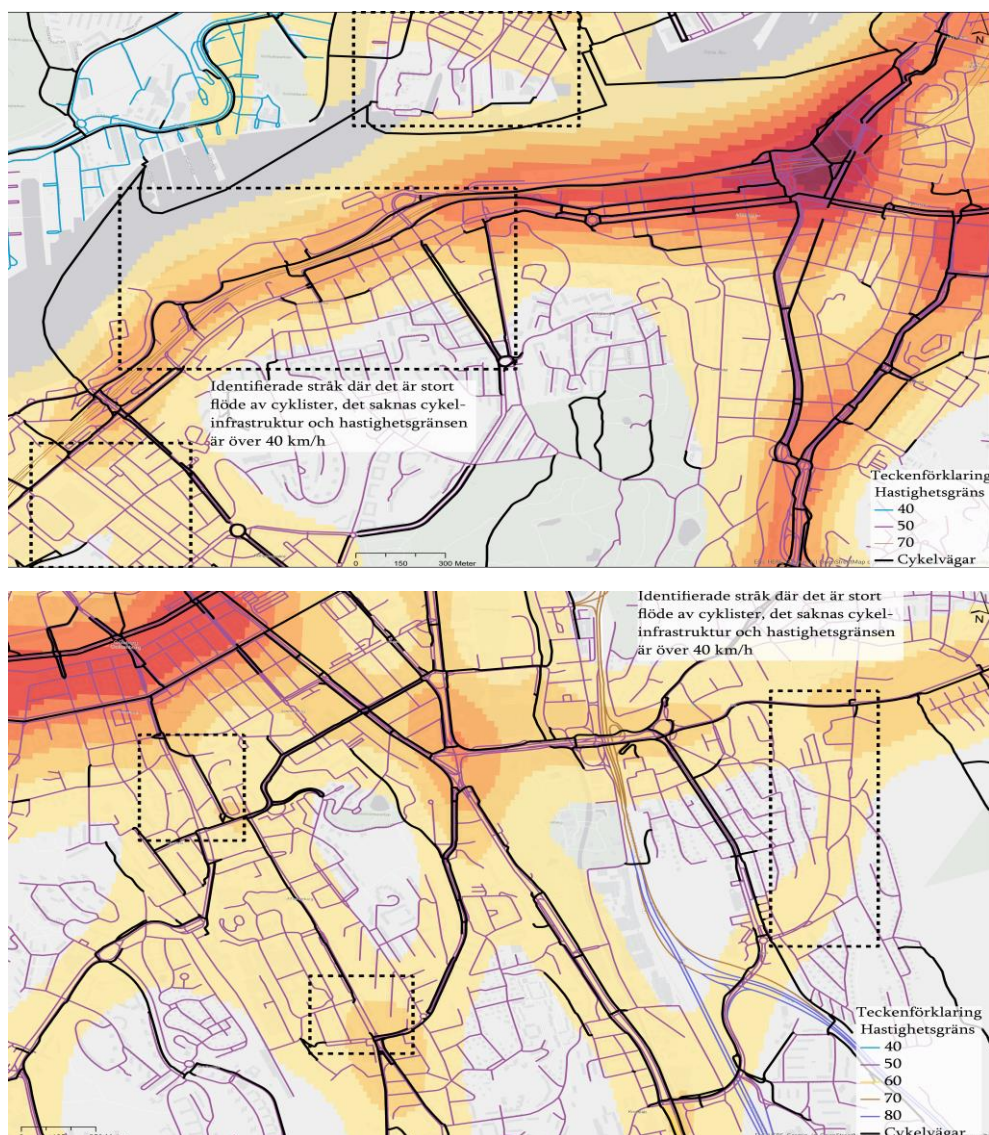 N
Identifierade stråk där det är stort
flöde av cyklister, det saknas cykel-
infrastruktur och hastighetsgränsen
är över 40 km/h
Teckenförklaring
Hastighetsgräns
40
50
70
Cykelvägar
0 150 300 Meter
Identifierade stråk där det är stort
flöde av cyklister, det saknas cykel-
infrastruktur och hastighetsgränsen
är över 40 km/h
N
Teckenförklaring
Hastighetsgräns
40
50
60
70
80
Cykelvägar